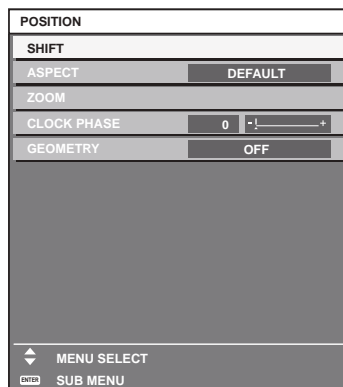 POSITION
SHIFT
ASPECT DEFAULT
ZOOM
CLOCK PHASE 0 - +
GEOMETRY OFF
MENU SELECT
ENTER SUB MENU